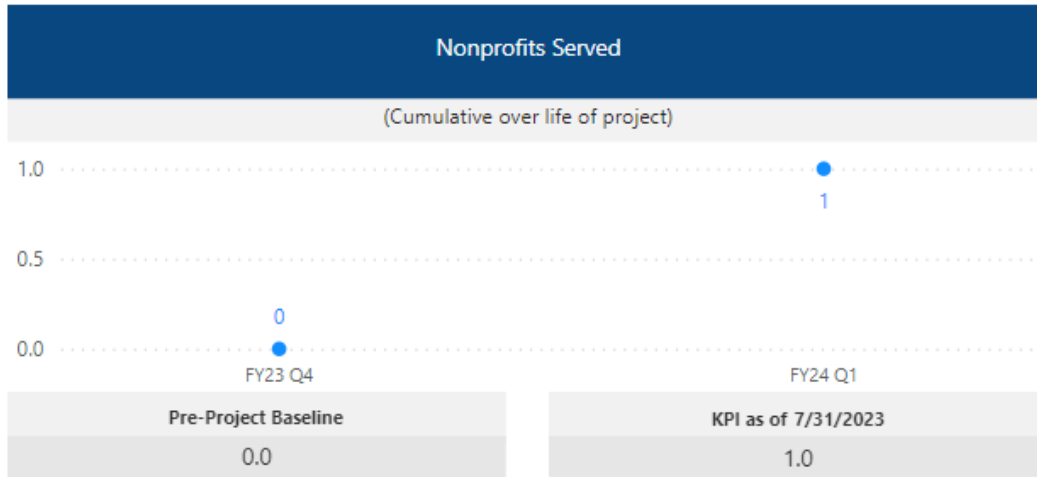 Nonprofits Served
(Cumulative over life of project)
1.0
1
0.5
0
0.0
FY23 Q4 FY24 Q1
Pre-Project Baseline KPI as of 7/31/2023
0.0 1.0